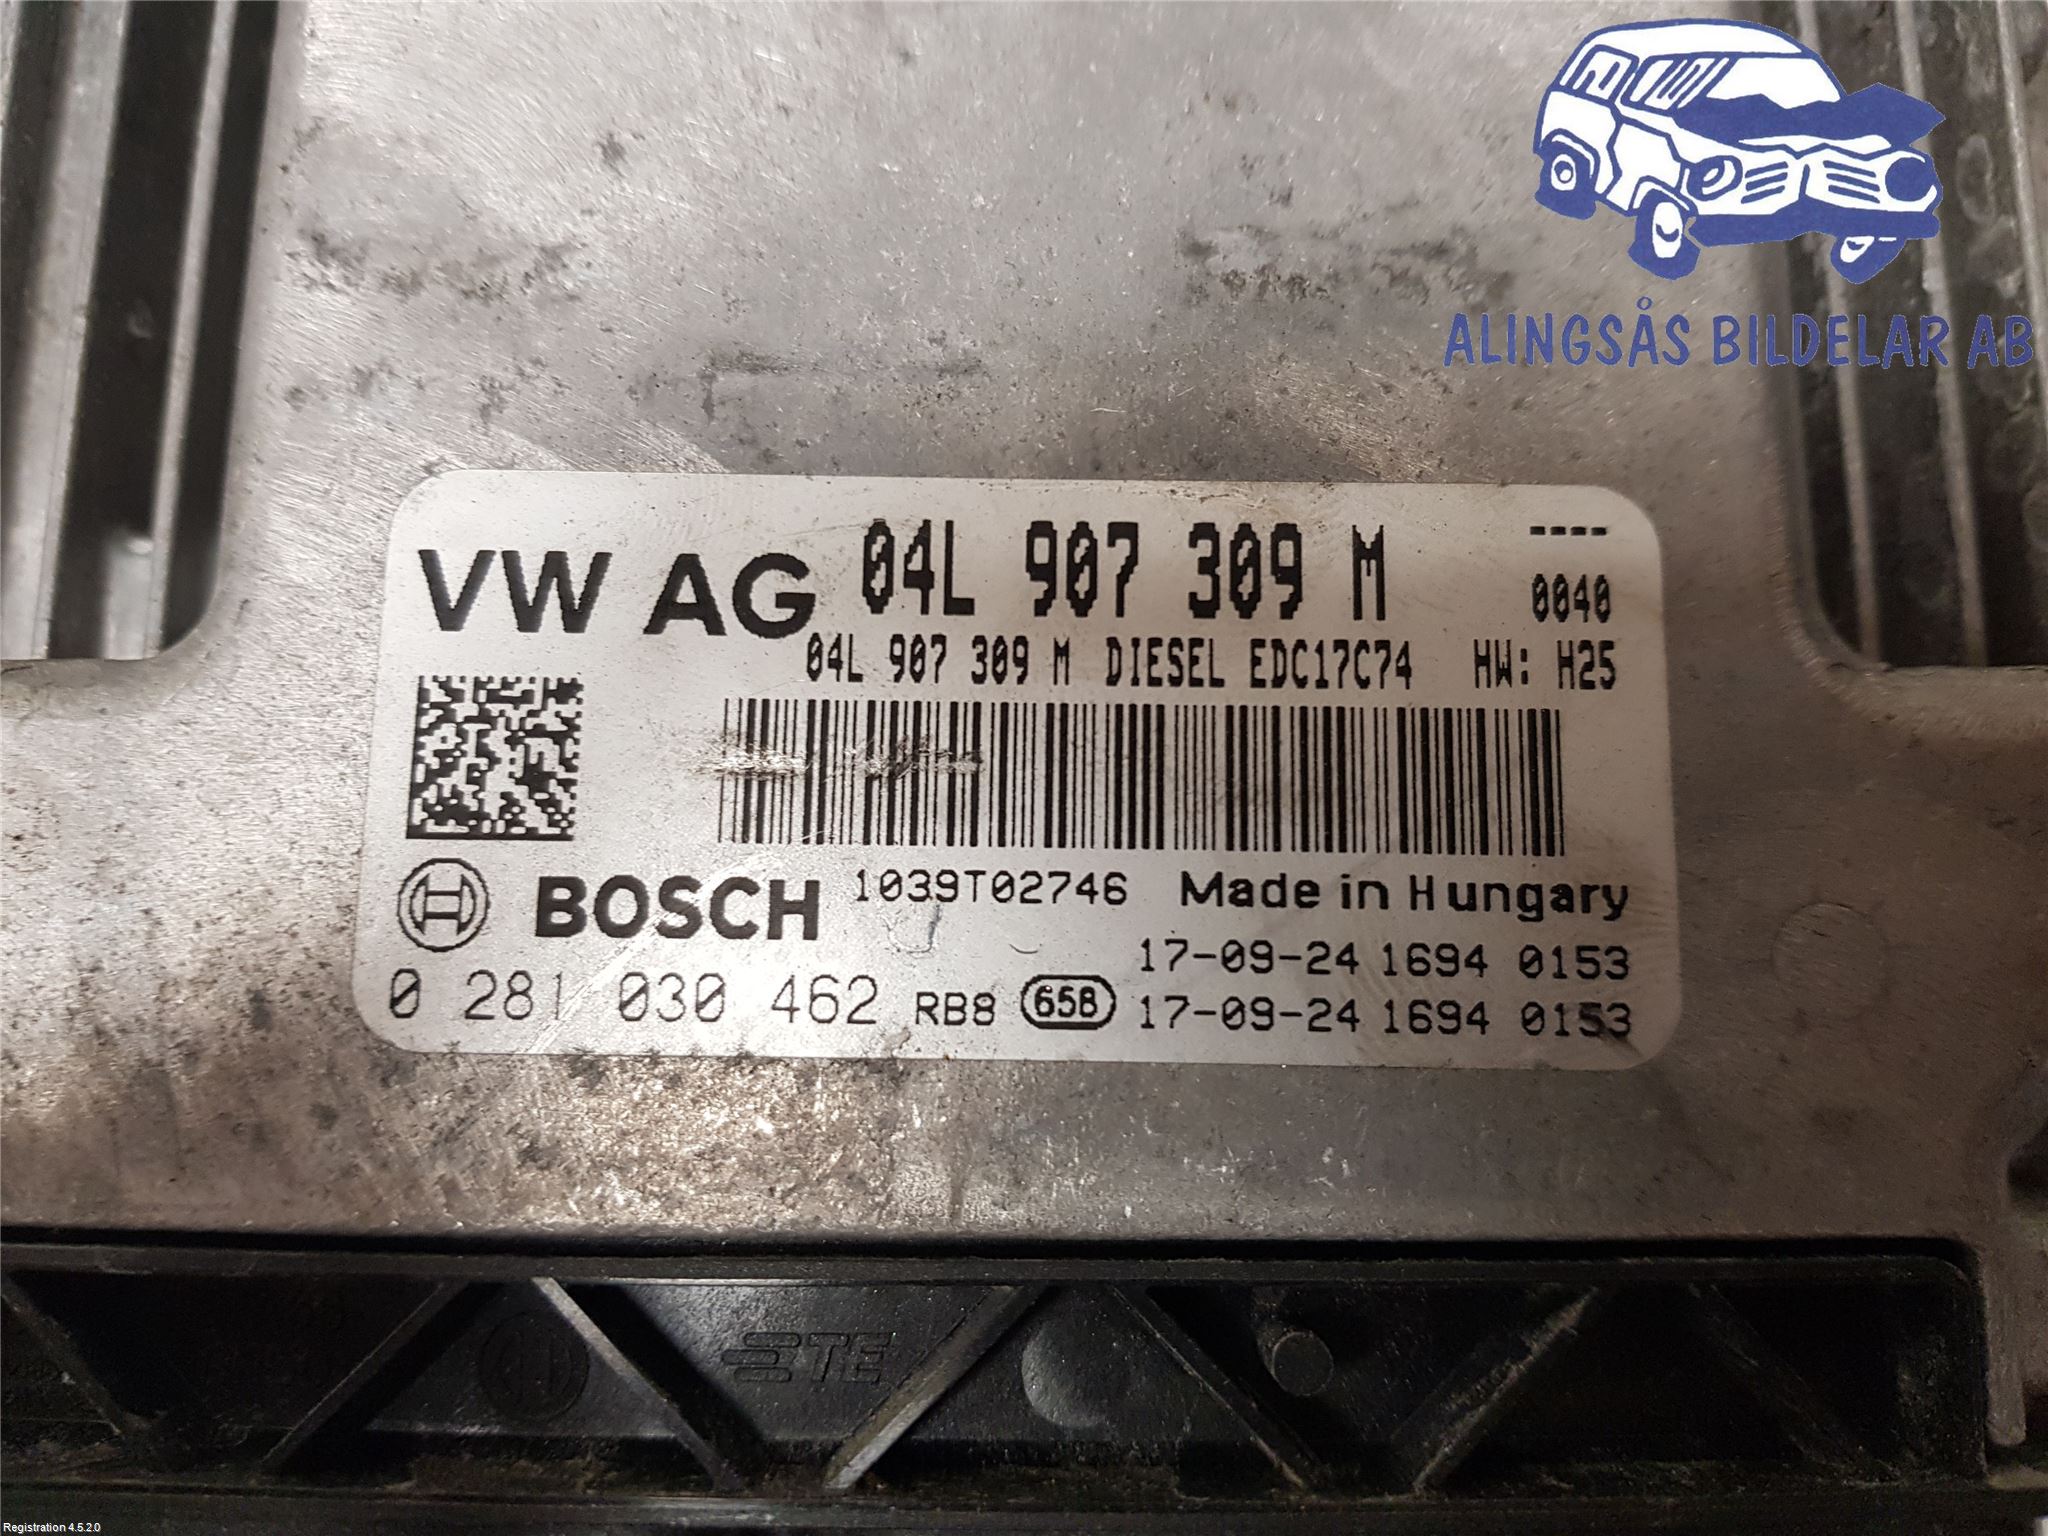 ALINGSÅS BILDELAR AB
VW AG 04L 907 309 M ----
0040
04L 907 309 M DIESEL EDC17C74 HW: H25
BOSCH 1039T02746 Made in Hungary
17-09-24 1694 0153
0 281 030 462 RB8 65B 17-09-24 1694 0153
TE
Registration 4.5.2.0